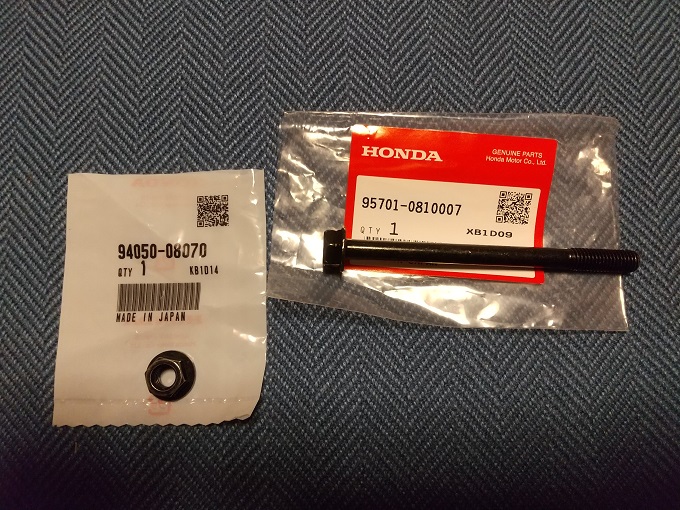 94050-08070
QTY 1 KB1D14
MADE IN JAPAN
HONDA
GENUINE PARTS
Honda Motor Co., Ltd.
95701-0810007
QTY 1 XB1D09